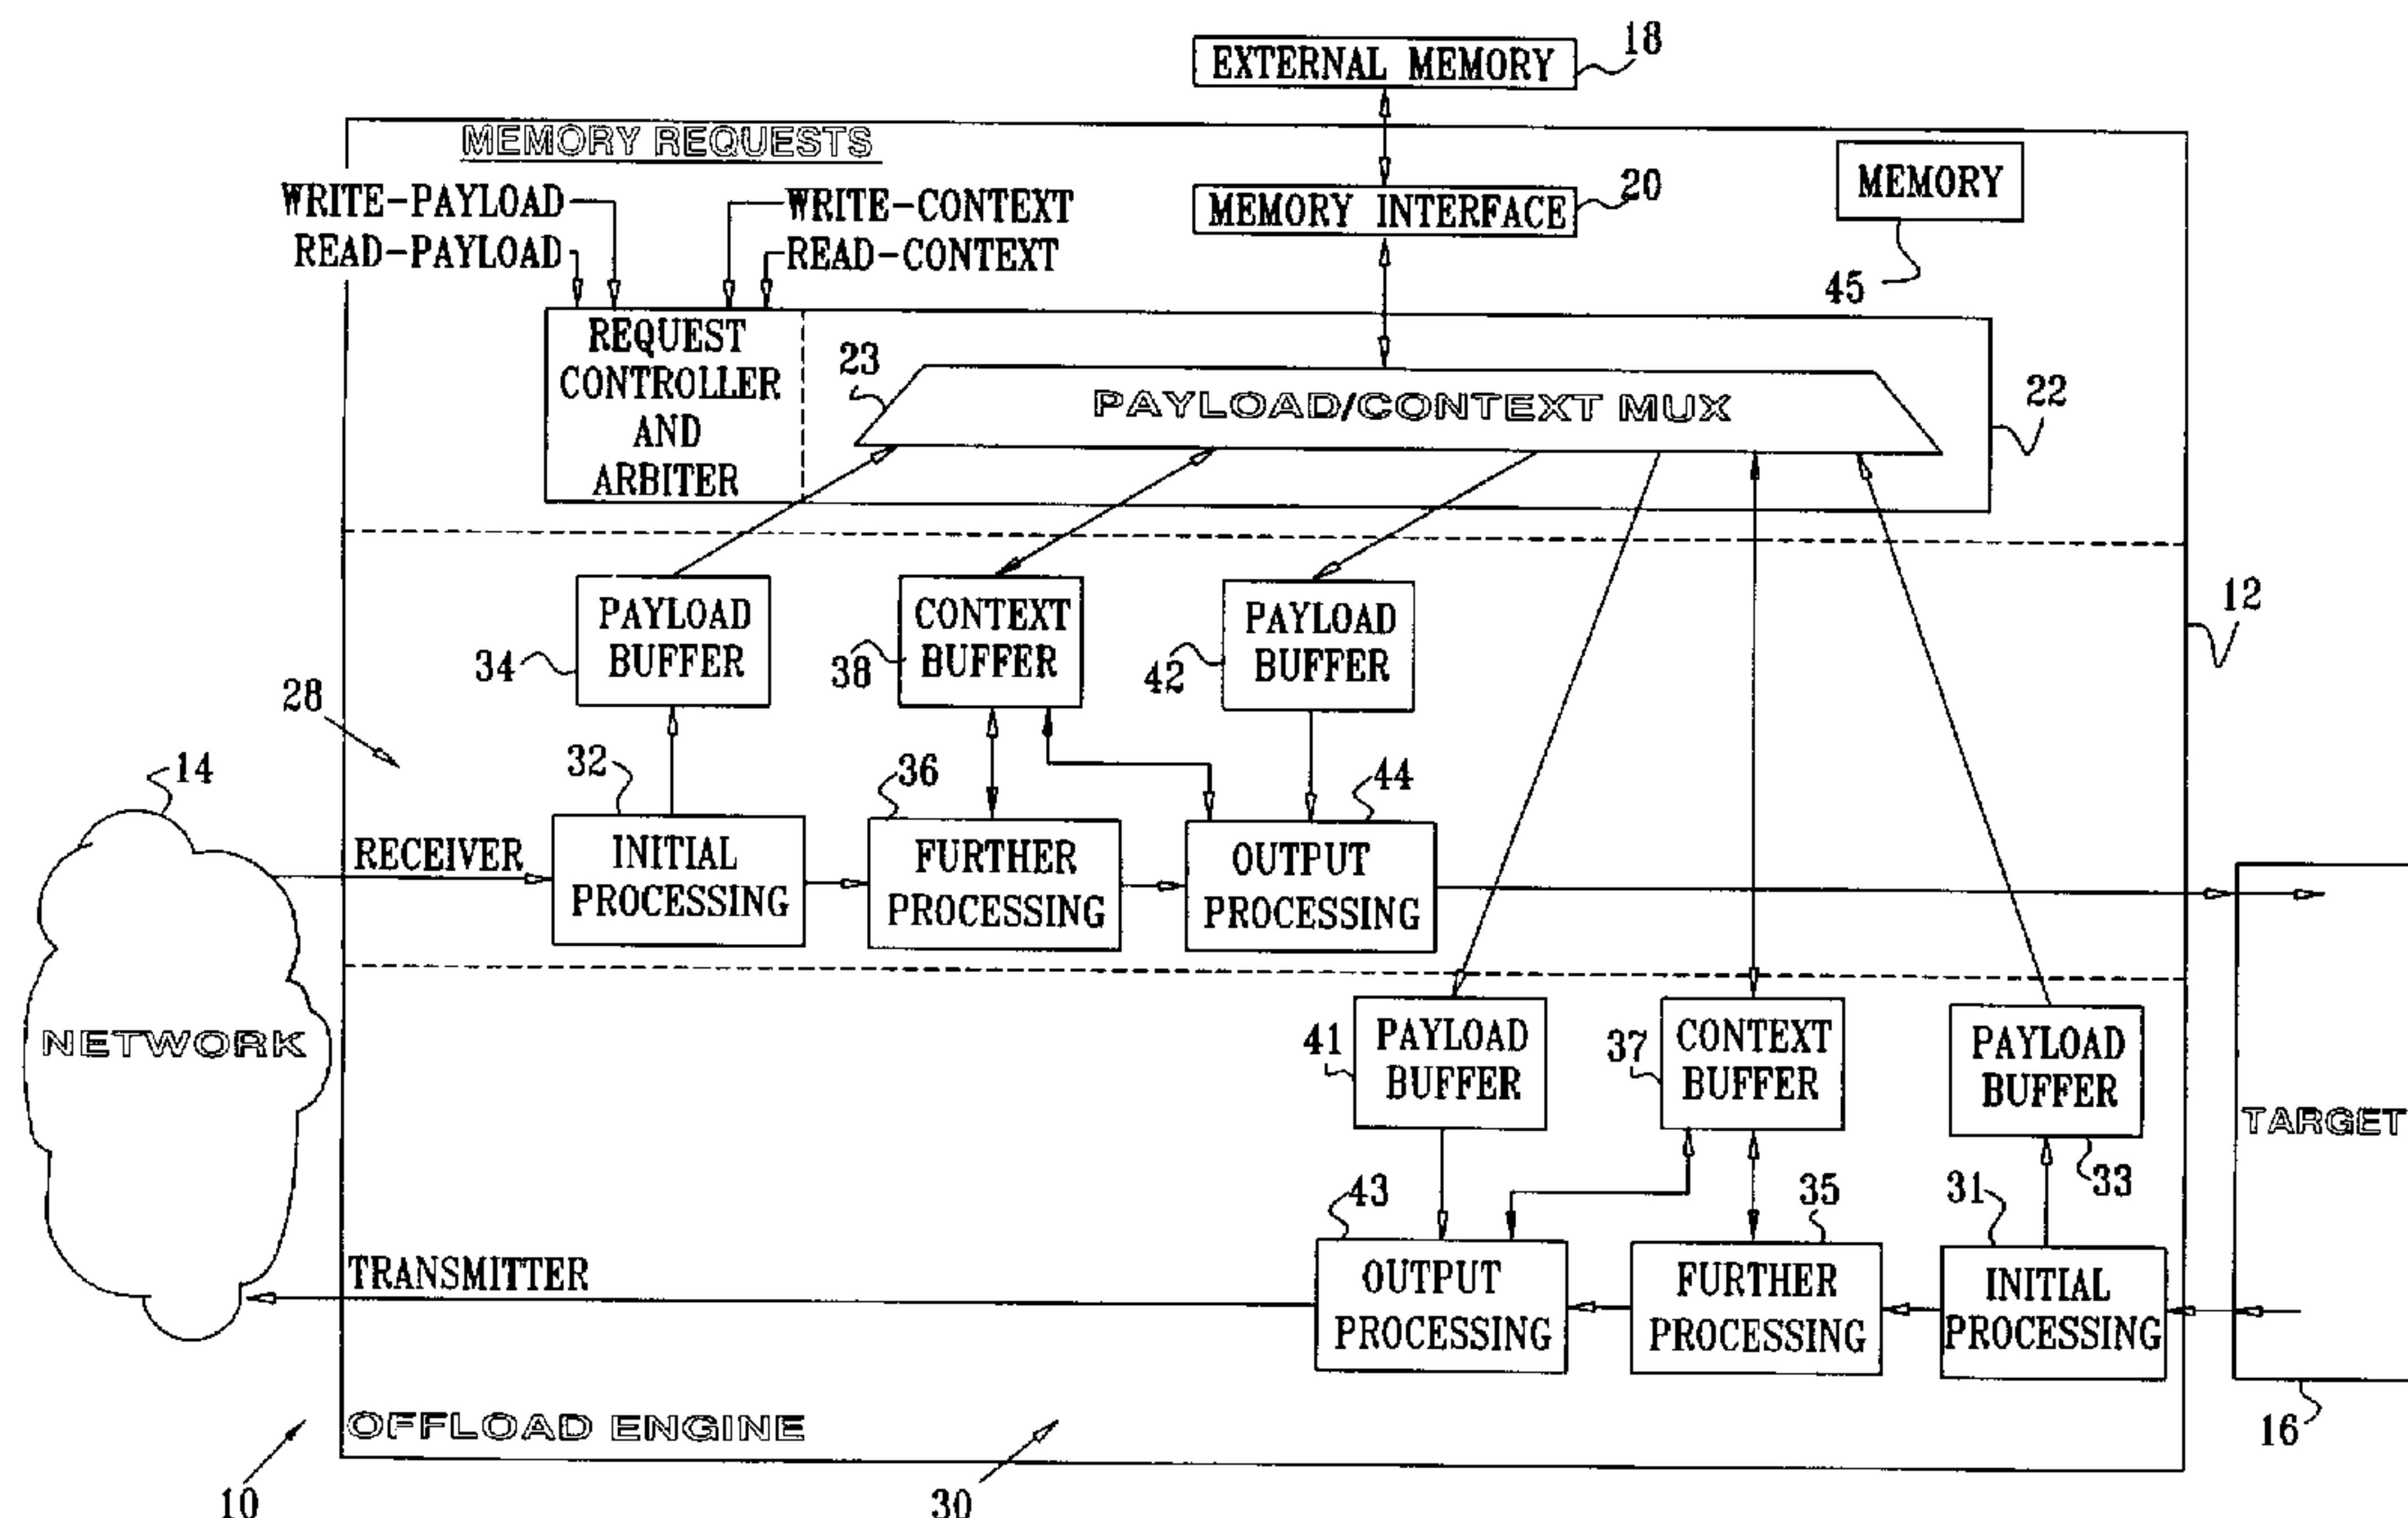 EXTERNAL MEMORY
18
MEMORY REQUESTS
WRITE-PAYLOAD
READ-PAYLOAD
WRITE-CONTEXT
READ-CONTEXT
MEMORY INTERFACE
20
MEMORY
45
REQUEST
CONTROLLER
AND
ARBITER
23
PAYLOAD/CONTEXT MUX
22
12
PAYLOAD
BUFFER
34
CONTEXT
BUFFER
38
PAYLOAD
BUFFER
42
28
14
32
36
44
RECEIVER
INITIAL
PROCESSING
FURTHER
PROCESSING
OUTPUT
PROCESSING
NETWORK
41
PAYLOAD
BUFFER
37
CONTEXT
BUFFER
PAYLOAD
BUFFER
33
TARGET
43
35
31
TRANSMITTER
OUTPUT
PROCESSING
FURTHER
PROCESSING
INITIAL
PROCESSING
16
OFFLOAD ENGINE
10
30